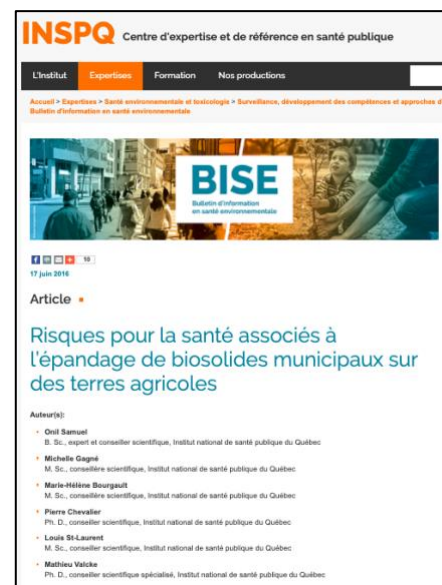 INSPQ Centre d'expertise et de référence en santé publique
L'Institut Expertises Formation Nos productions
Accueil > Expertises > Santé environnementale et toxicologie > Surveillance, développement des compétences et approches d
Bulletin d'information en santé environnementale
BISE
Bulletin d'information
en santé environnementale
10
17 juin 2016
Article
Risques pour la santé associés à
l'épandage de biosolides municipaux sur
des terres agricoles
Auteur(s):
Onil Samuel
B. Sc., expert et conseiller scientifique, Institut national de santé publique du Québec
Michelle Gagné
M. Sc., conseillère scientifique, Institut national de santé publique du Québec
Marie-Hélène Bourgault
M. Sc., conseillère scientifique, Institut national de santé publique du Québec
Pierre Chevalier
Ph. D., conseiller scientifique, Institut national de santé publique du Québec
Louis St-Laurent
M. Sc., conseiller scientifique, Institut national de santé publique du Québec
Mathieu Valcke
Ph. D., conseiller scientifique spécialisé, Institut national de santé publique du Québec